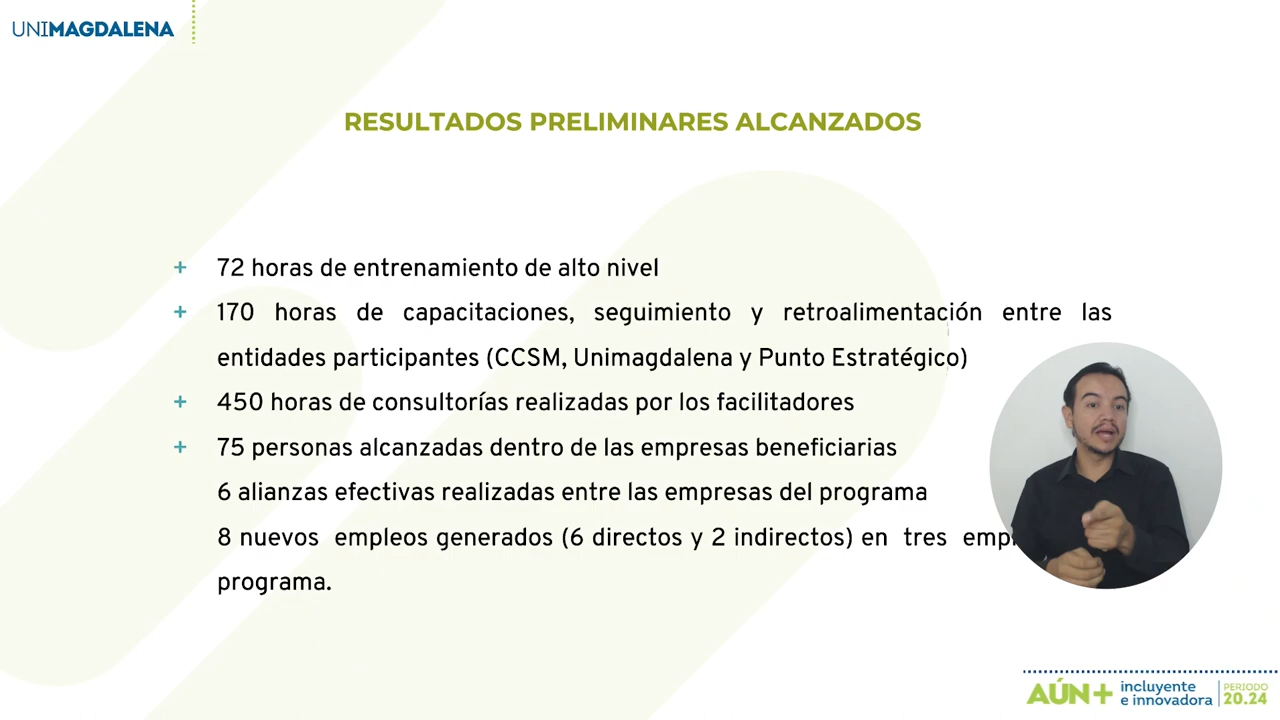 UNIMAGDALENA
RESULTADOS PRELIMINARES ALCANZADOS
+ 72 horas de entrenamiento de alto nivel
+ 170 horas de capacitaciones, seguimiento y retroalimentación entre las
entidades participantes (CCSM, Unimagdalena y Punto Estratégico)
+ 450 horas de consultorías realizadas por los facilitadores
+ 75 personas alcanzadas dentro de las empresas beneficiarias
6 alianzas efectivas realizadas entre las empresas del programa
8 nuevos empleos generados (6 directos y 2 indirectos) en tres
programa.
AÚN+ incluyente
e innovadora
PERIODO
20.24